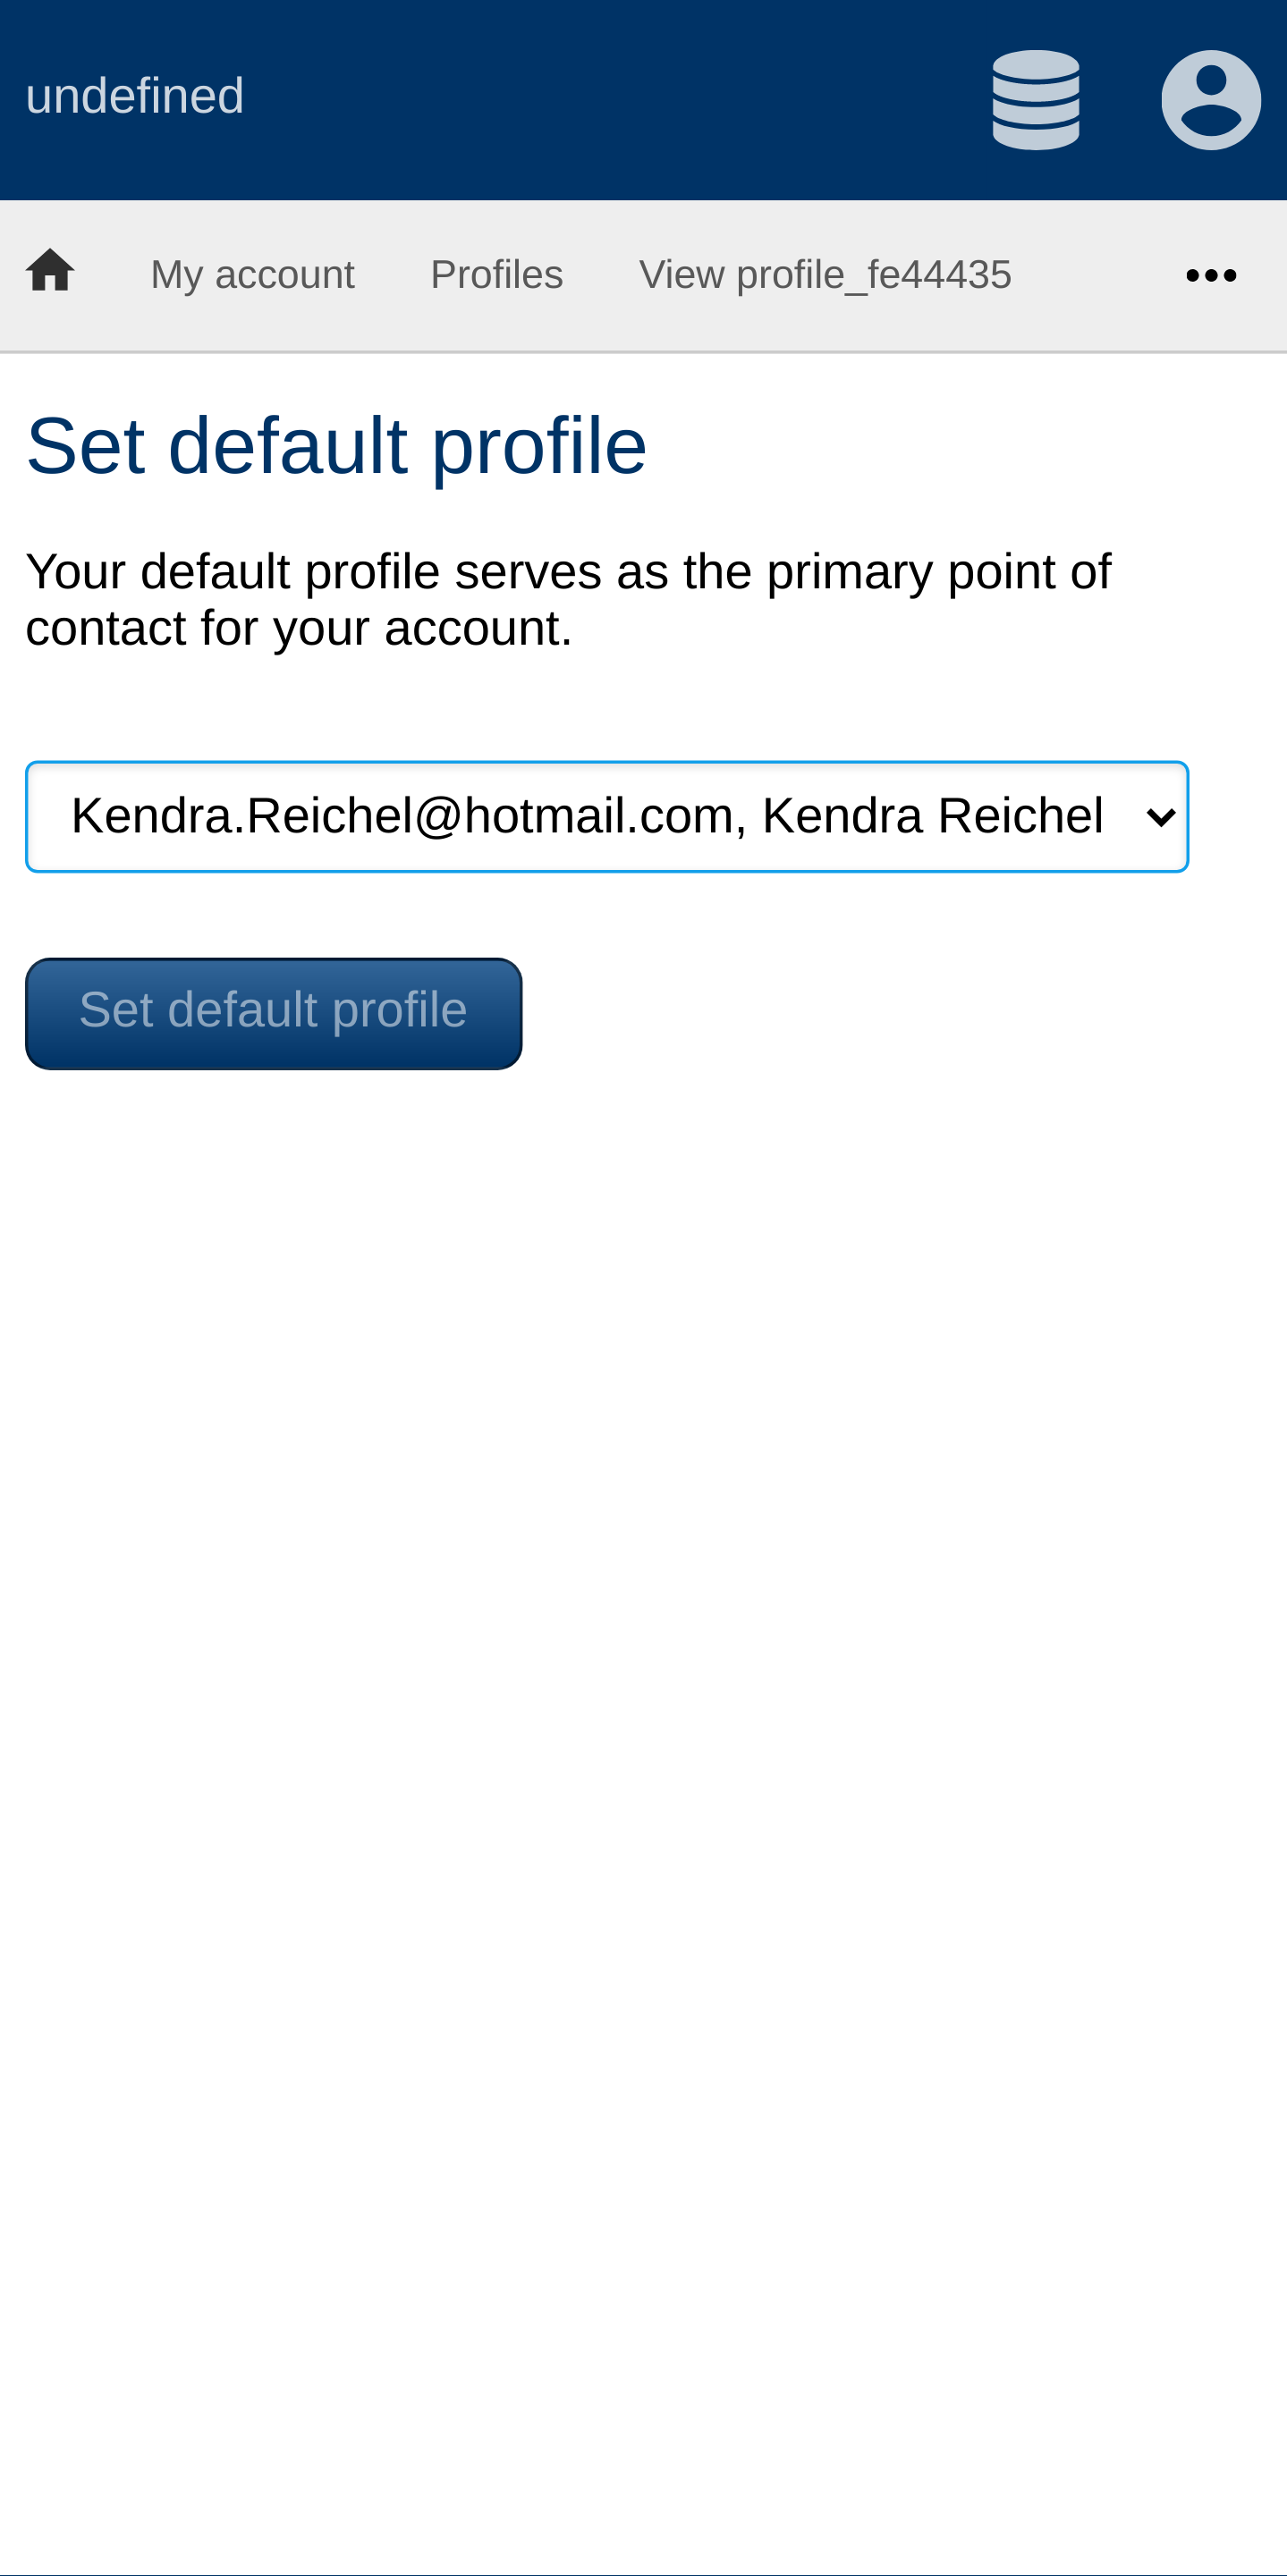 undefined
My account Profiles View profile_fe44435
Set default profile
Your default profile serves as the primary point of
contact for your account.
Kendra.Reichel@hotmail.com, Kendra Reichel
Set default profile